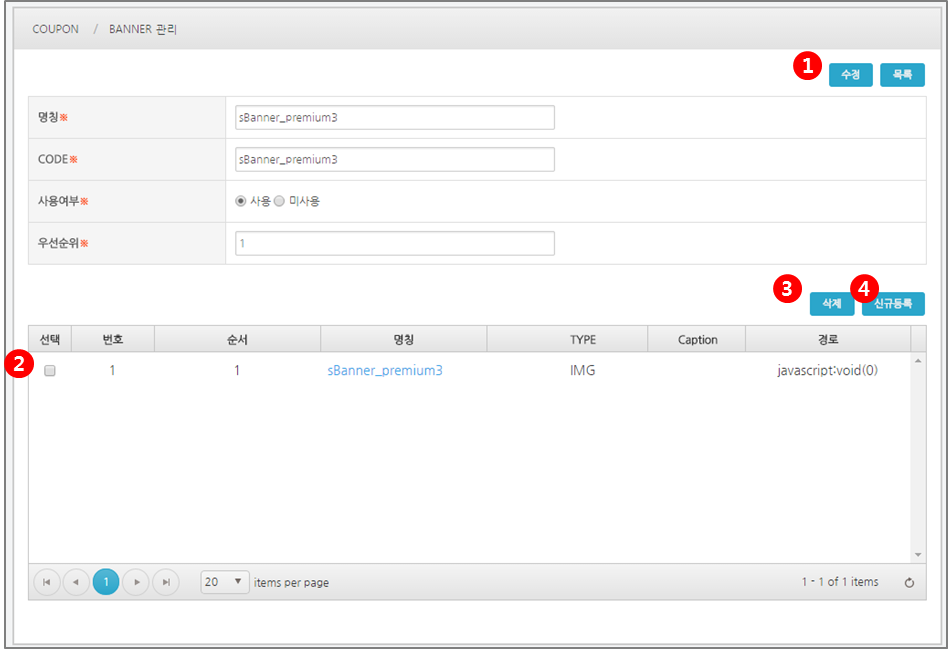 COUPON / BANNER 관리
1 수정 목록
명칭※ sBanner_premium3
CODE※ sBanner_premium3
사용여부※ 사용 미사용
우선순위※ 1
3 삭제 4 신규등록
선택 번호 순서 명칭 TYPE Caption 경로
2 1 1 sBanner_premium3 IMG javascript:void(0)
1 20 items per page 1 - 1 of 1 items